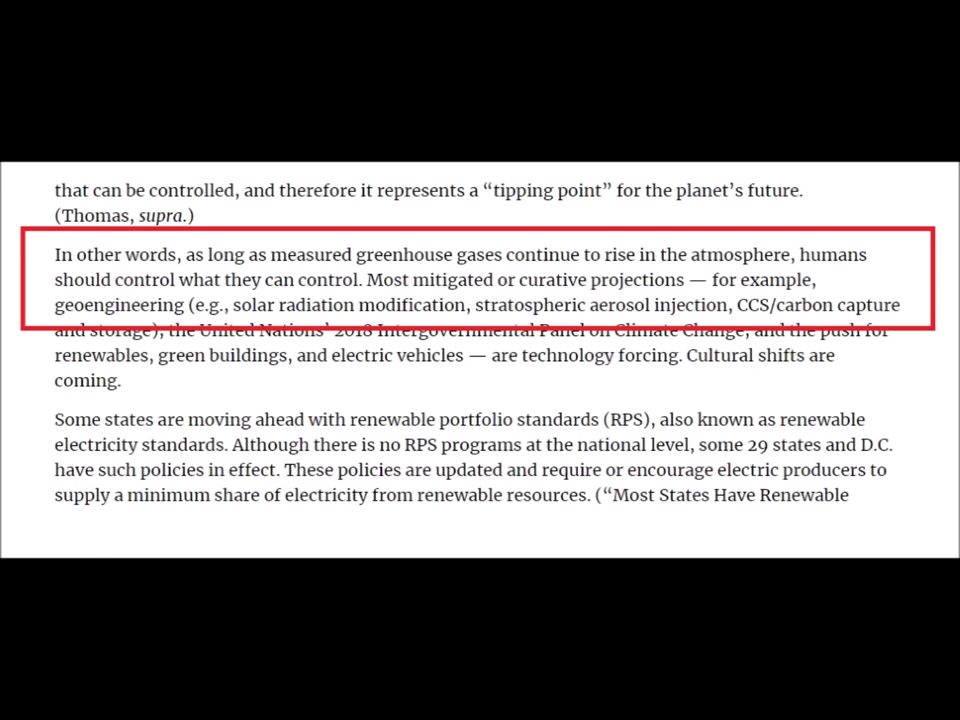 that can be controlled, and therefore it represents a “tipping point” for the planet’s future.
(Thomas, supra.)
In other words, as long as measured greenhouse gases continue to rise in the atmosphere, humans
should control what they can control. Most mitigated or curative projections — for example,
geoengineering (e.g., solar radiation modification, stratospheric aerosol injection, CCS/carbon capture
and storage), the United Nations’ 2018 Intergovernmental Panel on Climate Change, and the push for
renewables, green buildings, and electric vehicles — are technology forcing. Cultural shifts are
coming.
Some states are moving ahead with renewable portfolio standards (RPS), also known as renewable
electricity standards. Although there is no RPS programs at the national level, some 29 states and D.C.
have such policies in effect. These policies are updated and require or encourage electric producers to
supply a minimum share of electricity from renewable resources. (“Most States Have Renewable